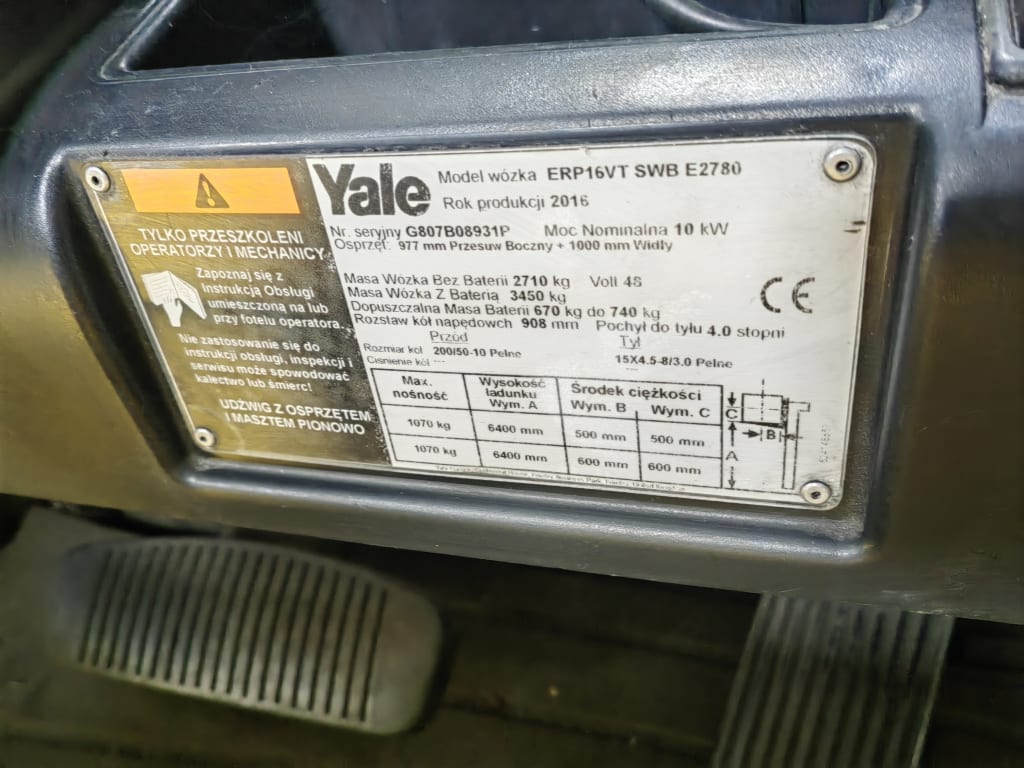 TYLKO PRZESZKOLENI
OPERATORZY I MECHANICY
Zapoznaj się z
Instrukcją Obsługi
umieszczoną na lub
przy fotelu operatora.
Nie zastosowanie się do
instrukcji obsługi, inspekcji i
serwisu może spowodować
kalectwo lub śmierć!
UDŹWIG Z OSPRZĘTEM
I MASZTEM PIONOWO
Yale Model wózka ERP16VT SWB E2780
Rok produkcji 2016
Nr. seryjny G807B08931P Moc Nominalna 10 kW
Osprzęt: 977 mm Przesuw Boczny + 1000 mm Widły
Masa Wózka Bez Baterii 2710 kg Volt 48
Masa Wózka Z Baterią 3450 kg
Dopuszczalna Masa Baterii 670 kg do 740 kg
Rozstaw kół napędowch 908 mm Pochył do tyłu 4.0 stopni
Przód Tył
Rozmiar kół 200/50-10 Pełne 15X4.5-8/3.0 Pełne
Ciśnienie kół --- ---
CE
Max. nośność Wysokość ładunku Wym. A Środek ciężkości Wym. B Wym. C
1070 kg 6400 mm 500 mm 500 mm
1070 kg 6400 mm 600 mm 600 mm
C
B
A